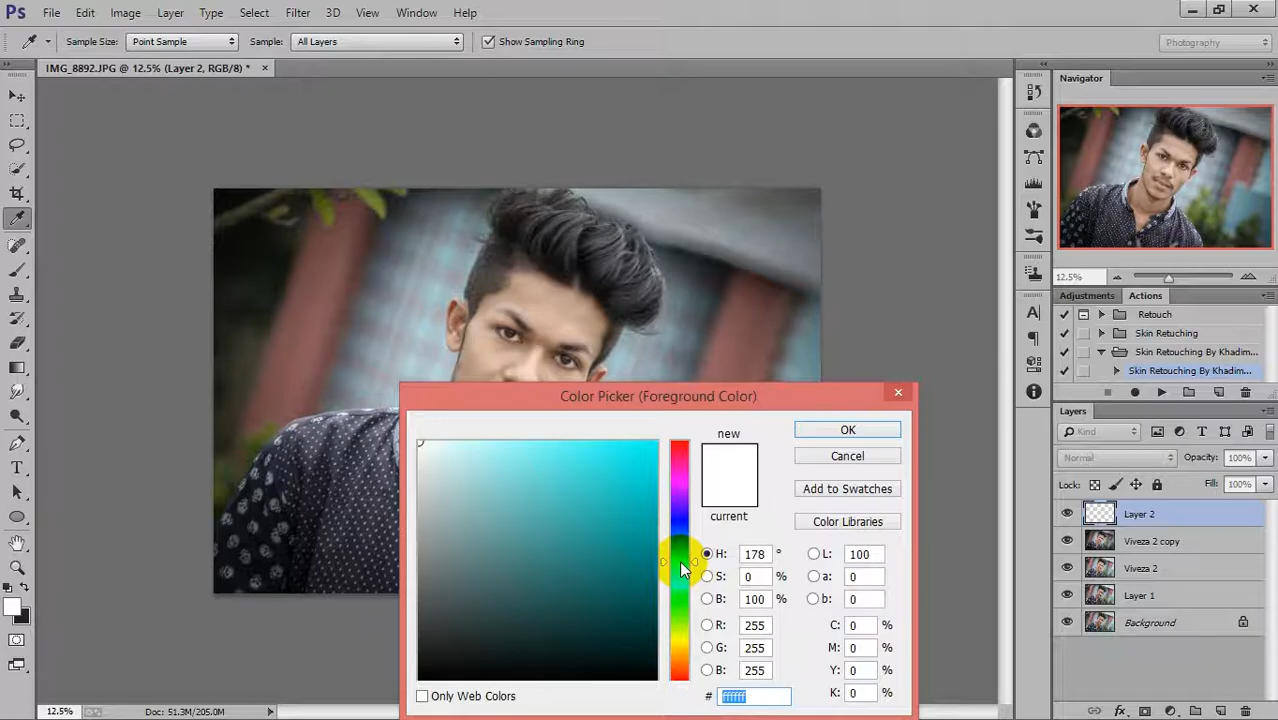 Ps File Edit Image Layer Type Select Filter 3D View Window Help
Sample Size: Point Sample Sample: All Layers Show Sampling Ring Photography
IMG_8892.JPG @ 12.5% (Layer 2, RGB/8) * ×
Navigator
12.5%
Adjustments Actions
Retouch
Skin Retuching
Skin Retouching By Khadim...
Skin Retouching By Khadim...
Layers
Kind
Normal Opacity: 100%
Lock: Fill: 100%
Layer 2
Viveza 2 copy
Viveza 2
Layer 1
Background
Color Picker (Foreground Color)
new
current
OK
Cancel
Add to Swatches
Color Libraries
H: 178 ° L: 100
S: 0 % a: 0
B: 100 % b: 0
R: 255 C: 0 %
G: 255 M: 0 %
B: 255 Y: 0 %
# ffffff K: 0 %
Only Web Colors
12.5% Doc: 51.3M/205.0M